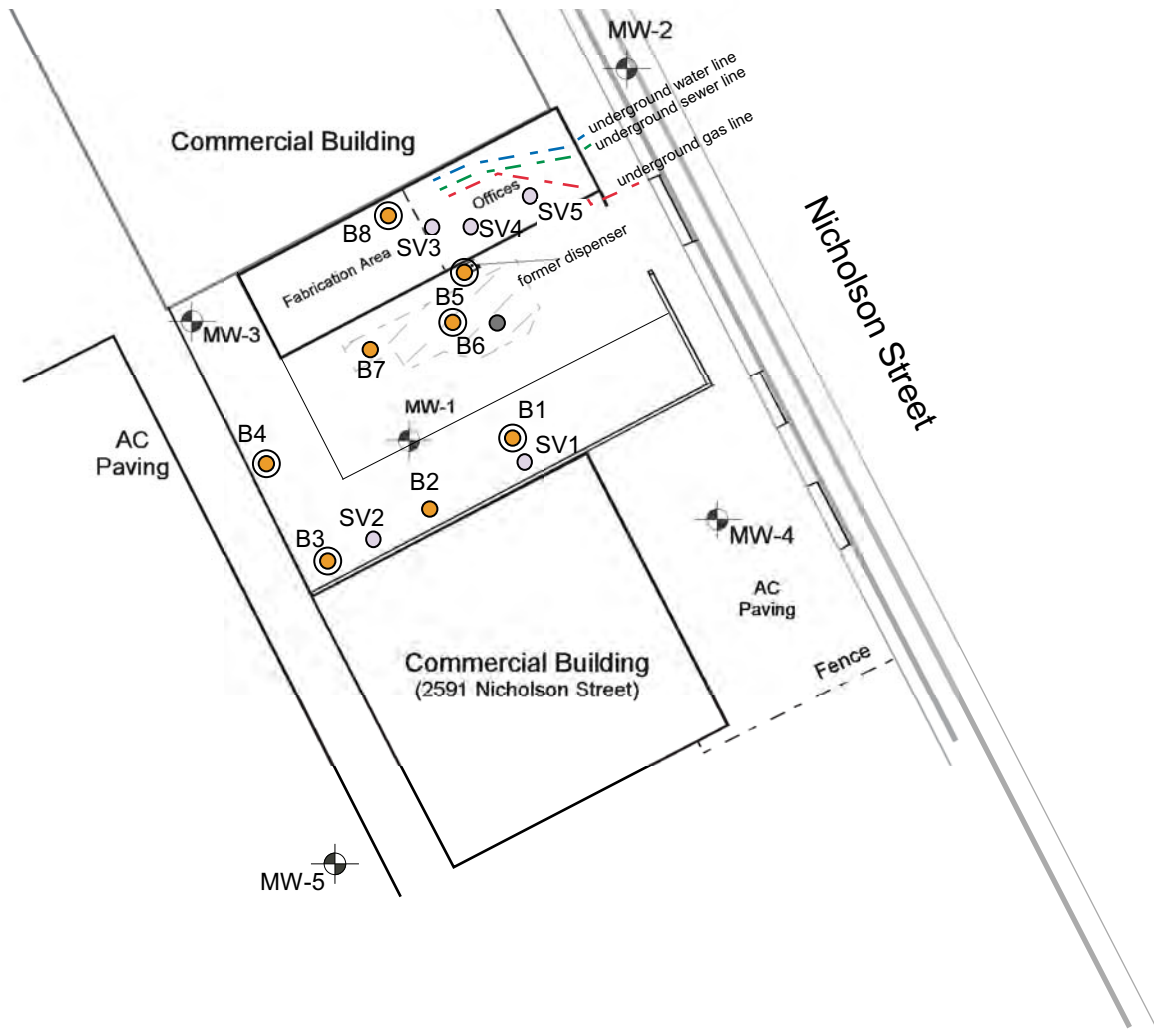 MW-2
underground water line
underground sewer line
underground gas line
Commercial Building
Offices
SV5
B8
SV3
SV4
Nicholson Street
Fabrication Area
former dispenser
B5
MW-3
B6
B7
MW-1
B1
AC
Paving
B4
SV1
B2
SV2
B3
MW-4
AC
Paving
Commercial Building
(2591 Nicholson Street)
Fence
MW-5